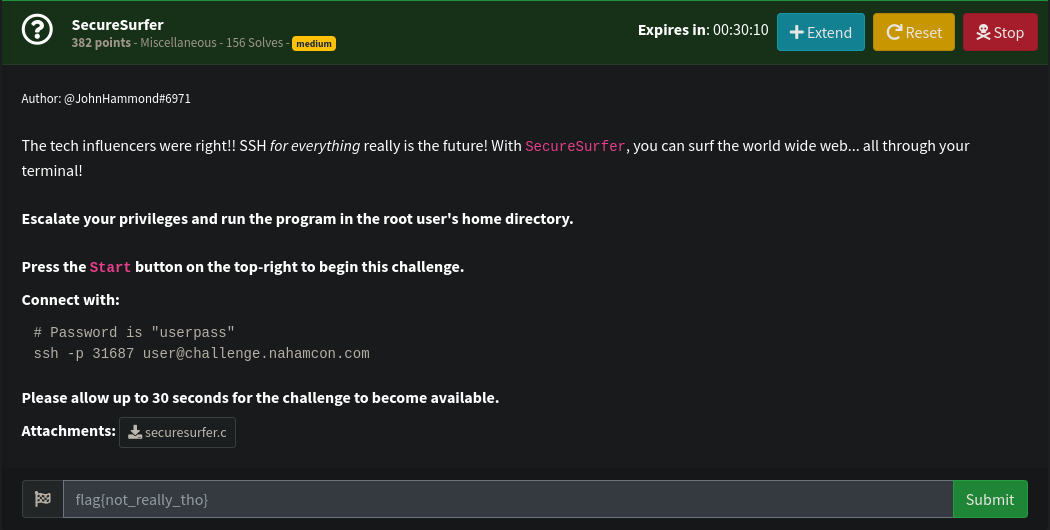 SecureSurfer
382 points - Miscellaneous - 156 Solves - medium
Expires in: 00:30:10
Extend
Reset
Stop
Author: @JohnHammond#6971
The tech influencers were right!! SSH for everything really is the future! With SecureSurfer, you can surf the world wide web... all through your
terminal!
Escalate your privileges and run the program in the root user's home directory.
Press the Start button on the top-right to begin this challenge.
Connect with:
# Password is "userpass"
ssh -p 31687 user@challenge.nahamcon.com
Please allow up to 30 seconds for the challenge to become available.
Attachments: securesurfer.c
flag{not_really_tho}
Submit